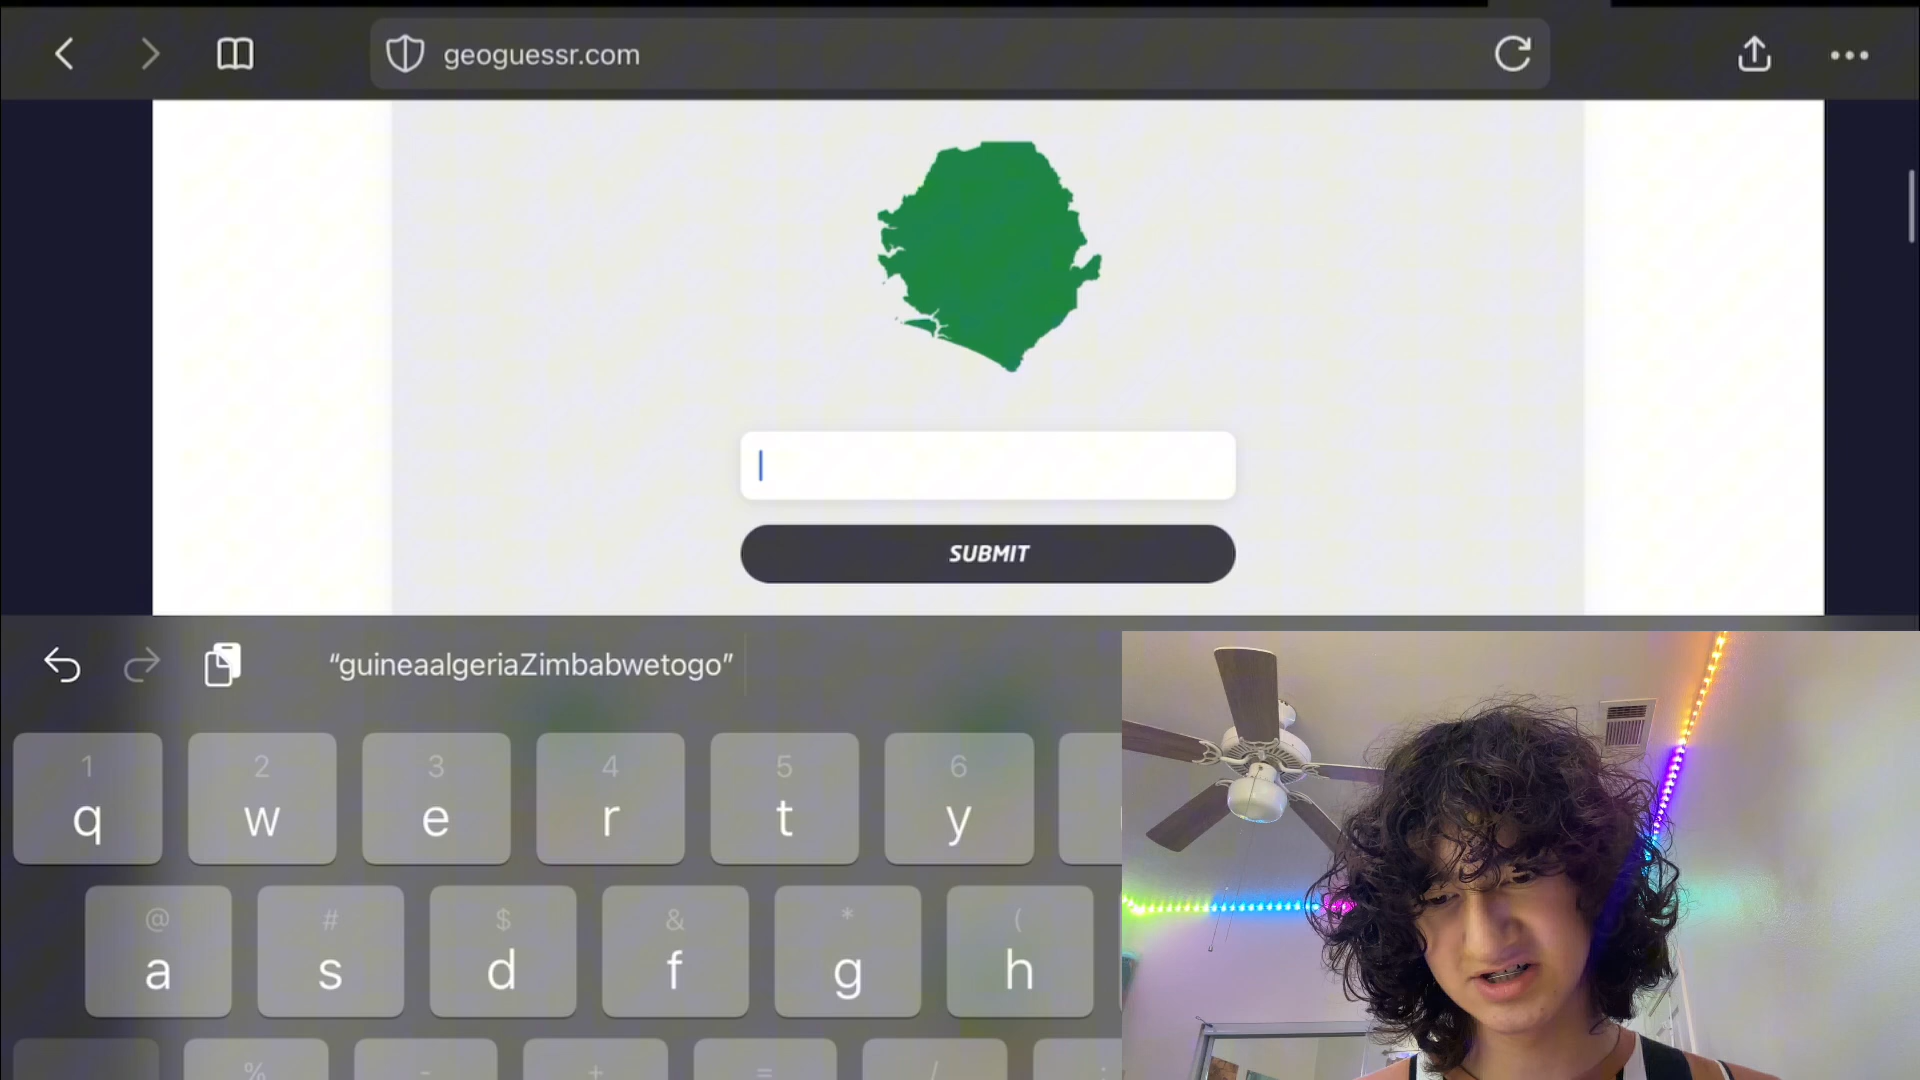 geoguessr.com
SUBMIT
“guineaalgeriaZimbabwetogo”
1 2 3 4 5 6
q w e r t y
@ # $ & * (
a s d f g h
% - + = / :